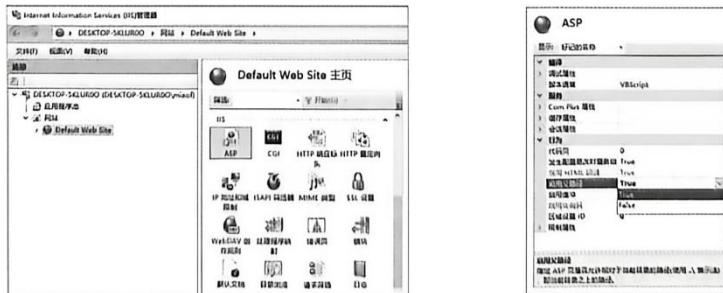 Internet Information Services (IIS)管理器
DESKTOP-5KLUR0O ▸ 网站 ▸ Default Web Site
文件(F) 视图(V) 帮助(H)
连接
DESKTOP-5KLUR0O (DESKTOP-5KLUR0O\miaof)
应用程序池
网站
Default Web Site
Default Web Site 主页
筛选:
IIS
ASP
CGI
HTTP 响应标头
HTTP 重定向
IP 地址和域限制
ISAPI 筛选器
MIME 类型
SSL 设置
WebDAV 创作规则
处理程序映射
错误页
模块
默认文档
目录浏览
请求筛选
日志
ASP
显示:
编译
调试属性
脚本语言 VBScript
服务
Com Plus 属性
缓存属性
会话属性
行为
代码页 0
发生配置更改时重新启动 True
启用 HTML 回退 True
启用父路径 True
启用缓冲 True
False
区域设置 ID 0
限制属性
启用父路径